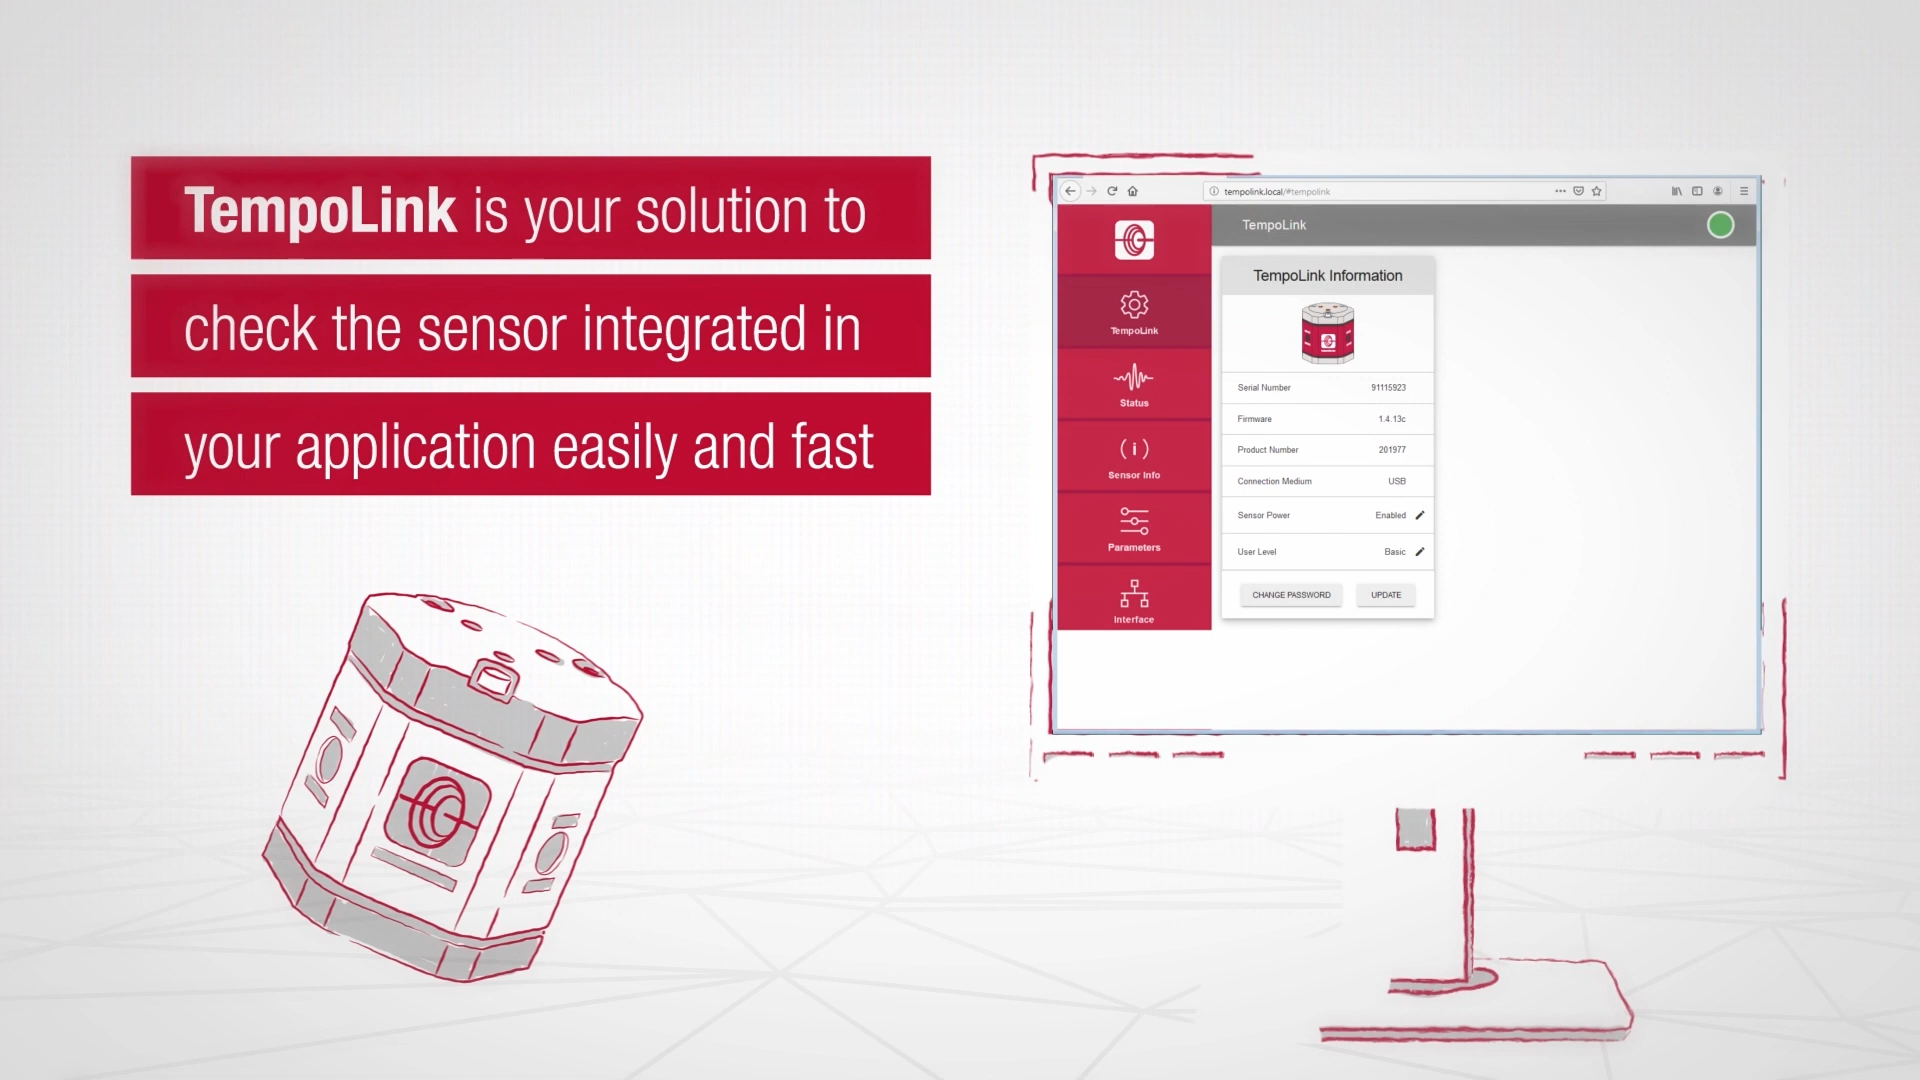 TempoLink is your solution to
check the sensor integrated in
your application easily and fast
tempolink.local/#tempolink
TempoLink
TempoLink
Status
Sensor Info
Parameters
Interface
TempoLink Information
Serial Number 91115923
Firmware 1.4.13c
Product Number 201977
Connection Medium USB
Sensor Power Enabled
User Level Basic
CHANGE PASSWORD UPDATE